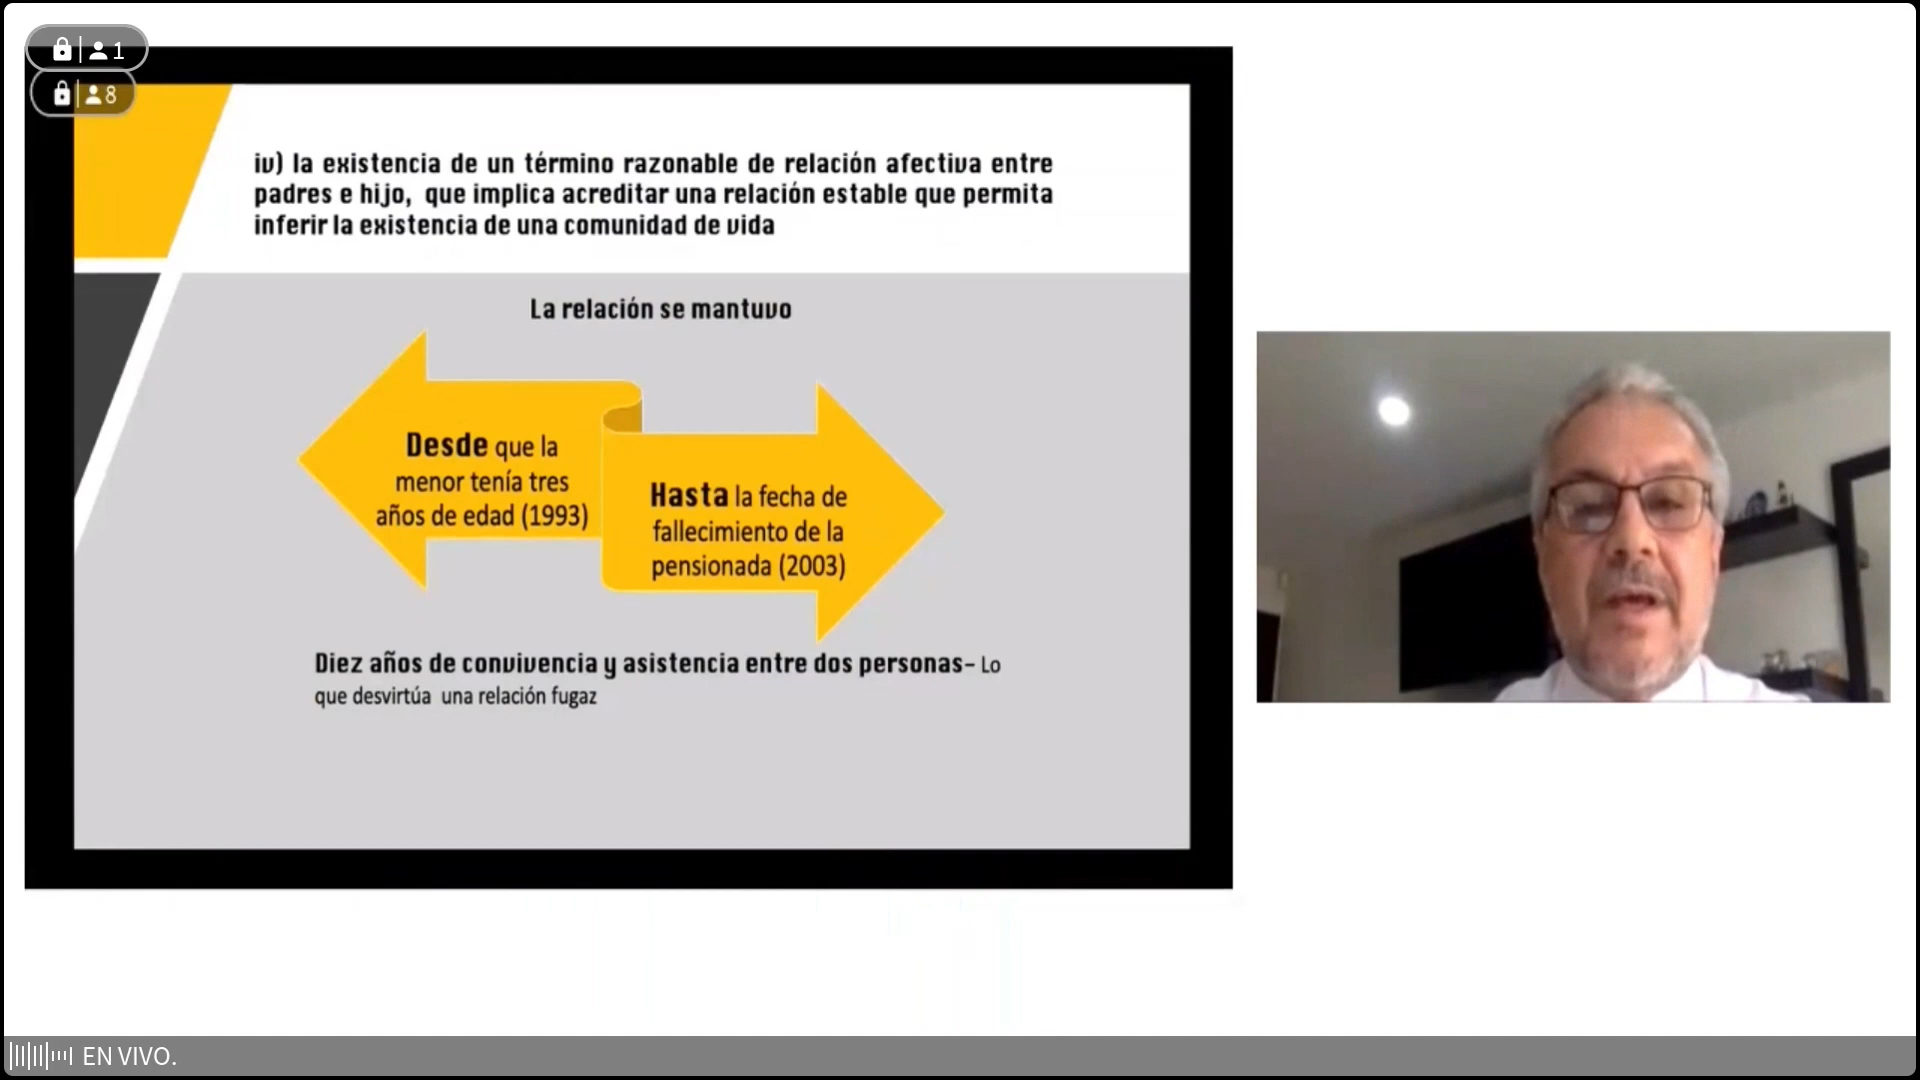 1
8
iv) la existencia de un término razonable de relación afectiva entre
padres e hijo, que implica acreditar una relación estable que permita
inferir la existencia de una comunidad de vida
La relación se mantuvo
Desde que la
menor tenía tres
años de edad (1993)
Hasta la fecha de
fallecimiento de la
pensionada (2003)
Diez años de convivencia y asistencia entre dos personas– Lo
que desvirtúa una relación fugaz
EN VIVO.